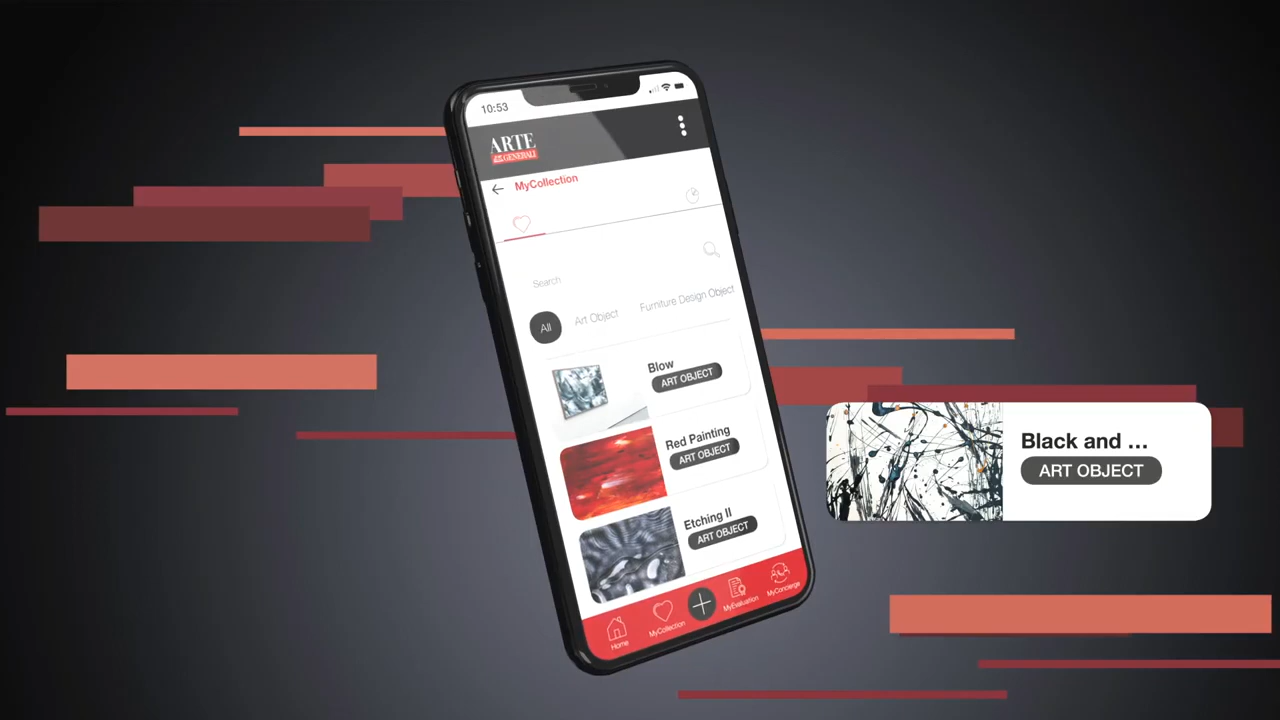 10:53
ARTE
GENERALI
MyCollection
Search
All
Art Object
Furniture Design Object
Blow
ART OBJECT
Red Painting
ART OBJECT
Etching II
ART OBJECT
Home
MyCollection
MyEvaluation
MyConcierge
Black and ...
ART OBJECT